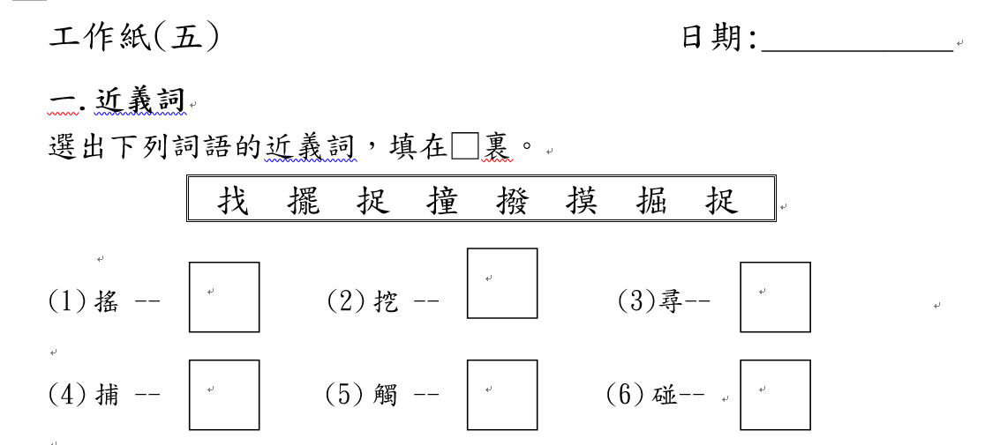 工作紙(五) 日期:__________
一.近義詞
選出下列詞語的近義詞,填在□裏。
找 擺 捉 撞 撥 摸 掘 捉
(1)搖 -- (2)挖 -- (3)尋--
(4)捕 -- (5)觸 -- (6)碰--